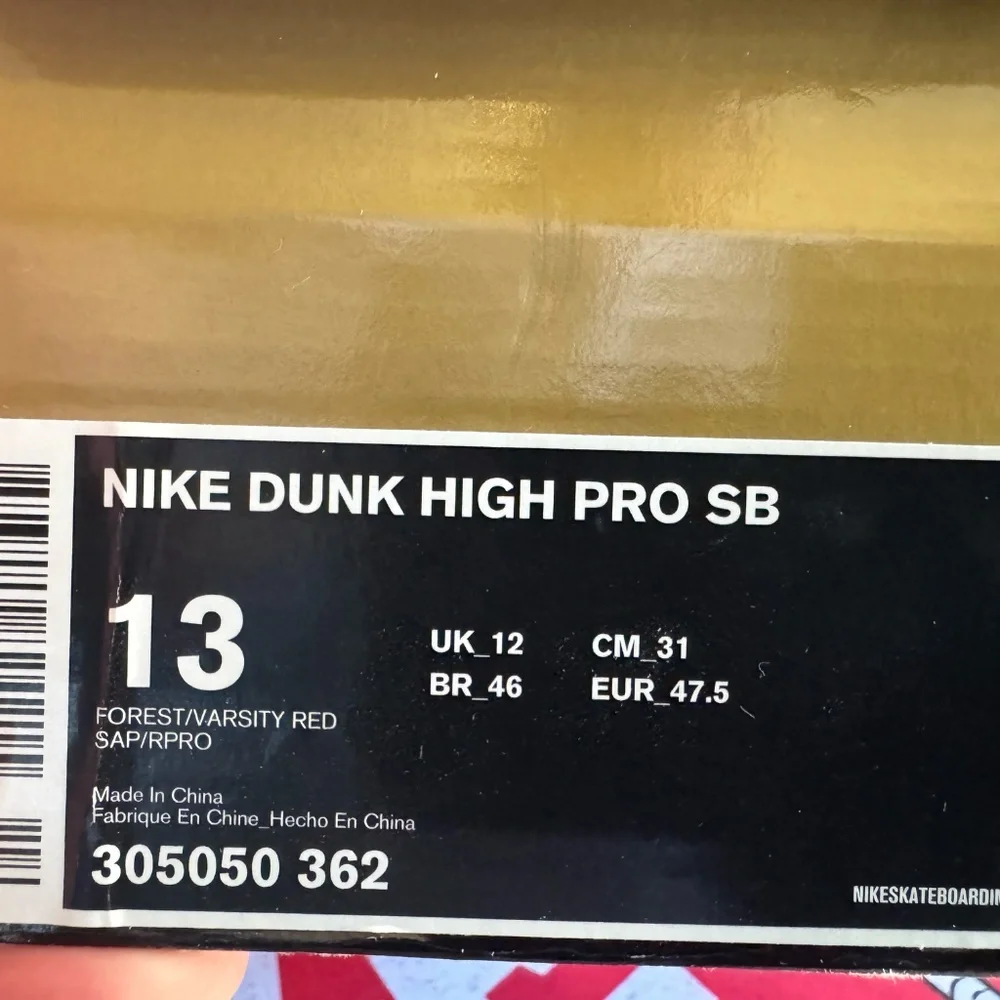 NIKE DUNK HIGH PRO SB
13
UK_12 CM_31
BR_46 EUR_47.5
FOREST/VARSITY RED
SAP/RPRO
Made In China
Fabrique En Chine_Hecho En China
305050 362
NIKESKATEBOARDIN